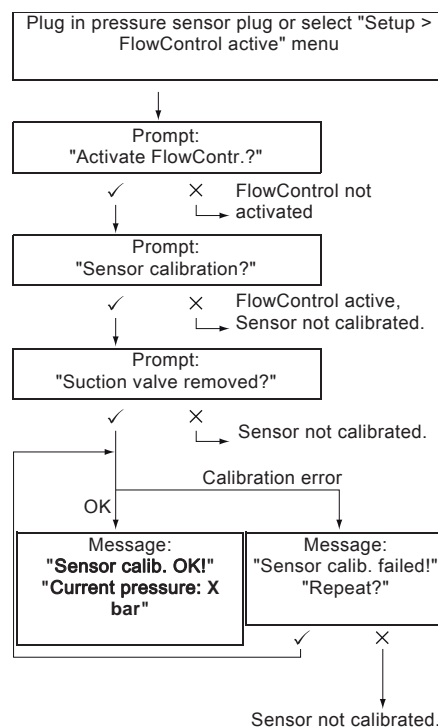 Plug in pressure sensor plug or select "Setup >
FlowControl active" menu
Prompt:
"Activate FlowContr.?"
✓ ✕ FlowControl not
activated
Prompt:
"Sensor calibration?"
✓ ✕ FlowControl active,
Sensor not calibrated.
Prompt:
"Suction valve removed?"
✓ ✕
Sensor not calibrated.
Calibration error
OK
Message:
"Sensor calib. OK!"
"Current pressure: X
bar"
Message:
"Sensor calib. failed!"
"Repeat?"
✓ ✕
Sensor not calibrated.